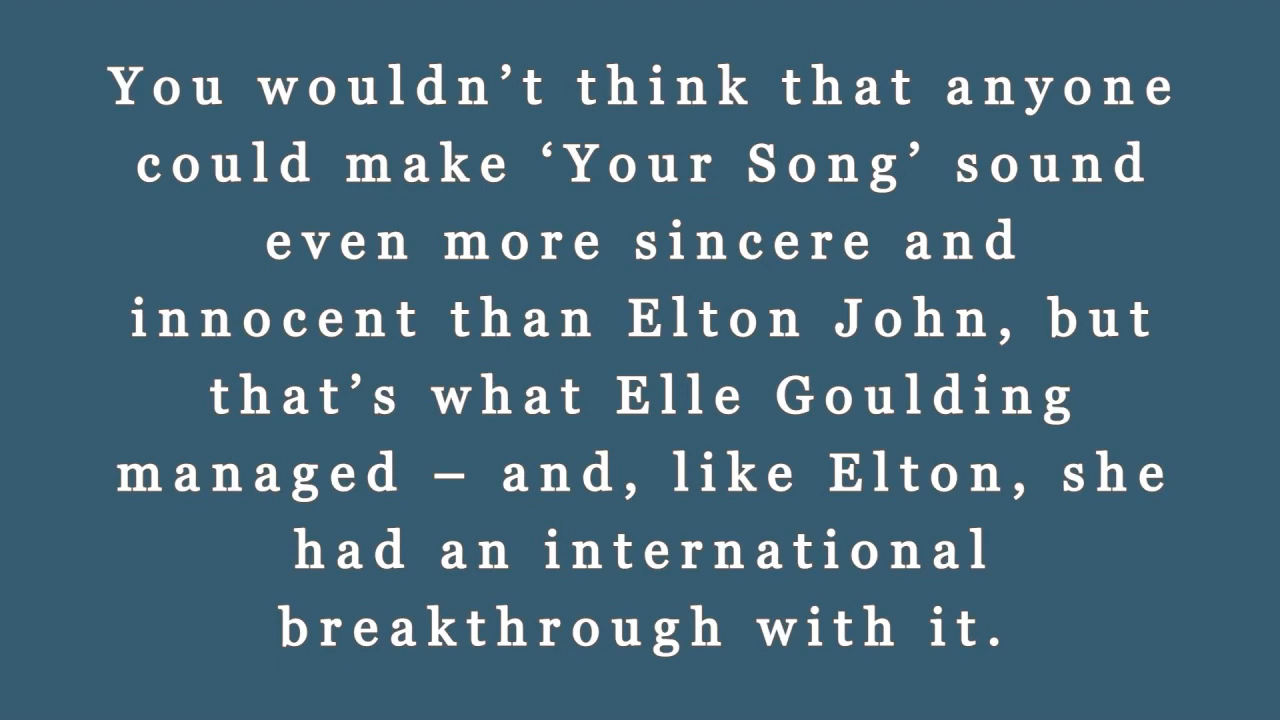 You wouldn’t think that anyone
could make ‘Your Song’ sound
even more sincere and
innocent than Elton John, but
that’s what Elle Goulding
managed – and, like Elton, she
had an international
breakthrough with it.